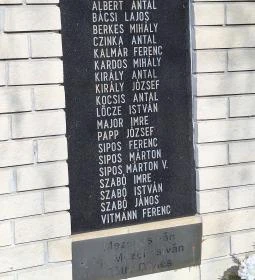 ALBERT ANTAL
BÁCSI LAJOS
BERKES MIHÁLY
CZINKA ANTAL
KALMÁR FERENC
KARDOS MIHÁLY
KIRÁLY ANTAL
KIRÁLY JÓZSEF
KOCSIS ANTAL
LŐCZE ISTVÁN
MAJOR IMRE
PAPP JÓZSEF
SIPOS FERENC
SIPOS MÁRTON
SIPOS MÁRTON V.
SZABÓ IMRE
SZABÓ ISTVÁN
SZABÓ JÁNOS
VITMANN FERENC